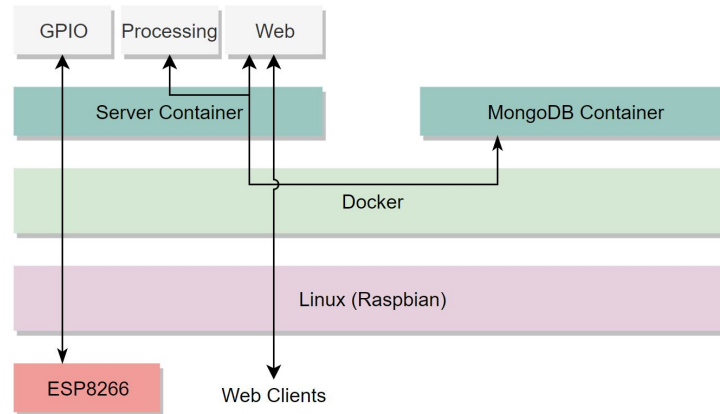 GPIO
Processing
Web
Server Container
MongoDB Container
Docker
Linux (Raspbian)
ESP8266
Web Clients